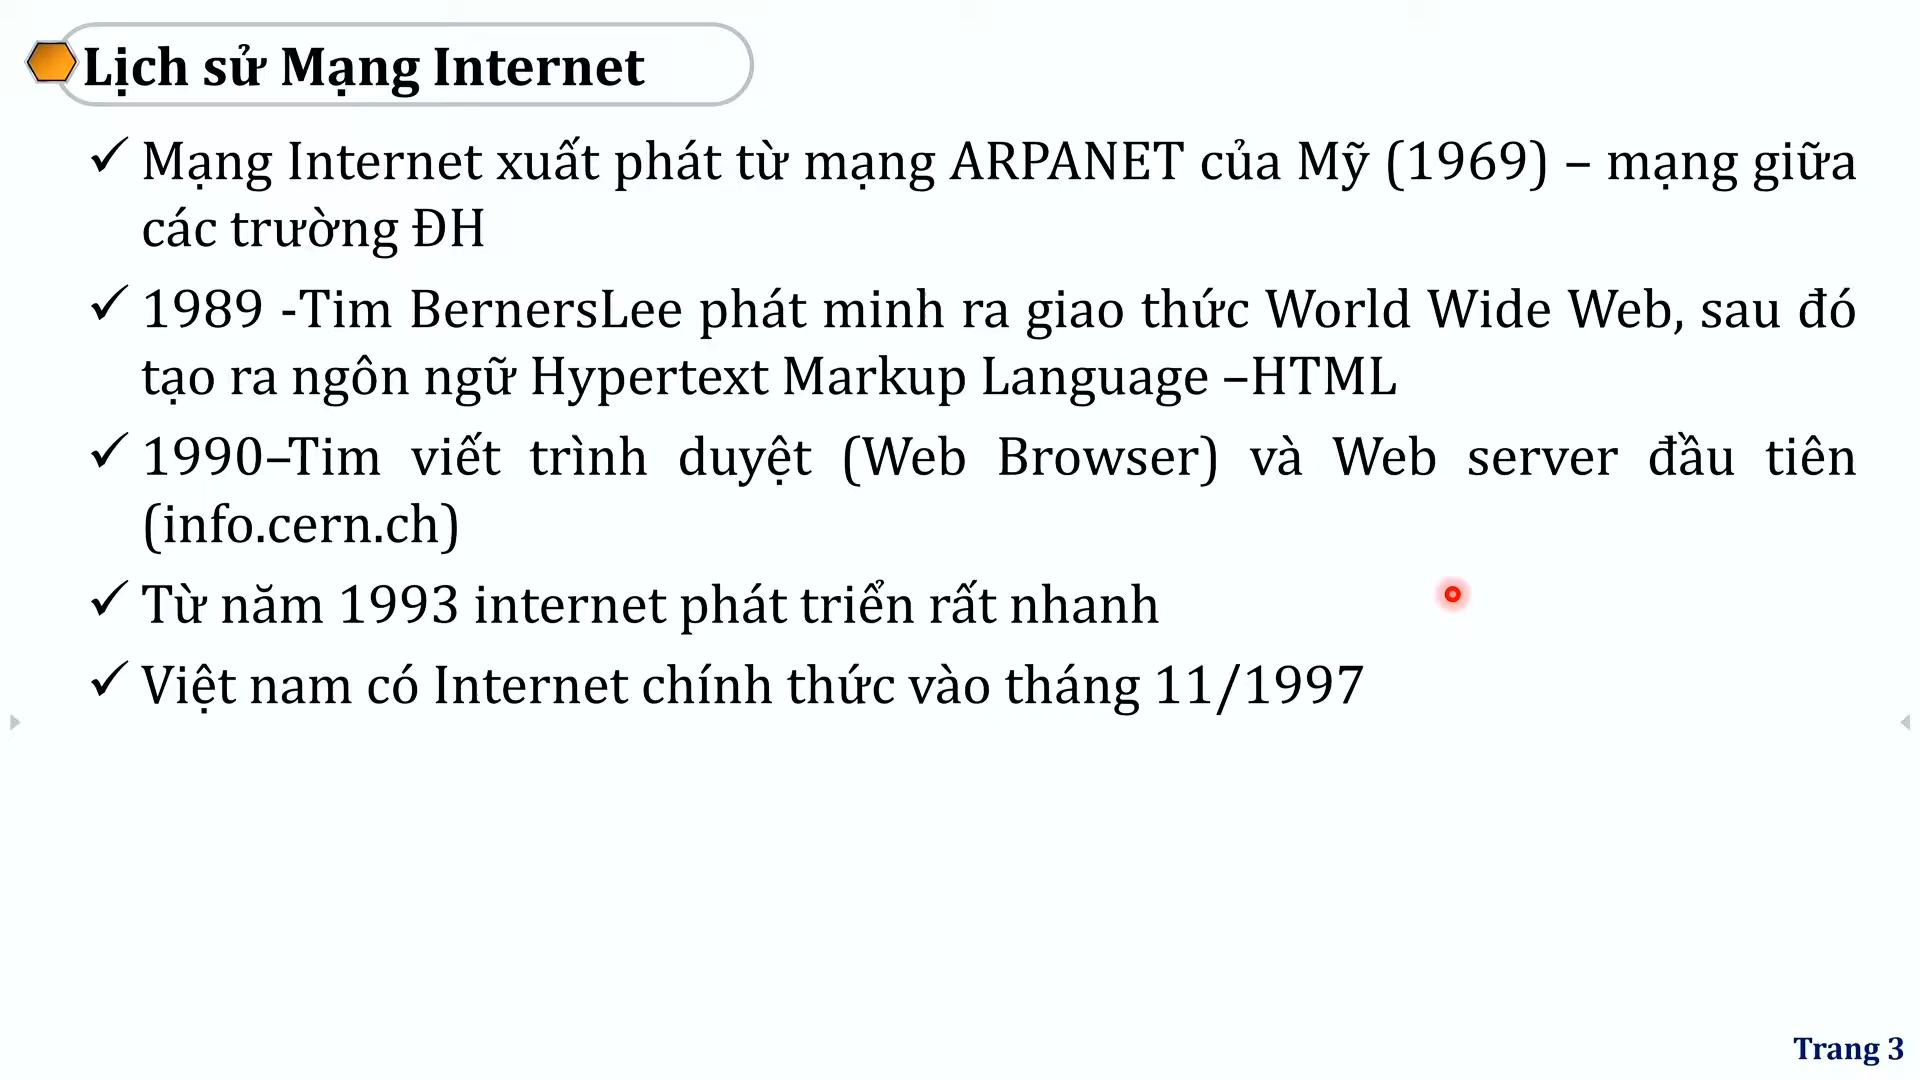 Lịch sử Mạng Internet
✓ Mạng Internet xuất phát từ mạng ARPANET của Mỹ (1969) – mạng giữa
các trường ĐH
✓ 1989 -Tim BernersLee phát minh ra giao thức World Wide Web, sau đó
tạo ra ngôn ngữ Hypertext Markup Language –HTML
✓ 1990–Tim viết trình duyệt (Web Browser) và Web server đầu tiên
(info.cern.ch)
✓ Từ năm 1993 internet phát triển rất nhanh
✓ Việt nam có Internet chính thức vào tháng 11/1997
Trang 3